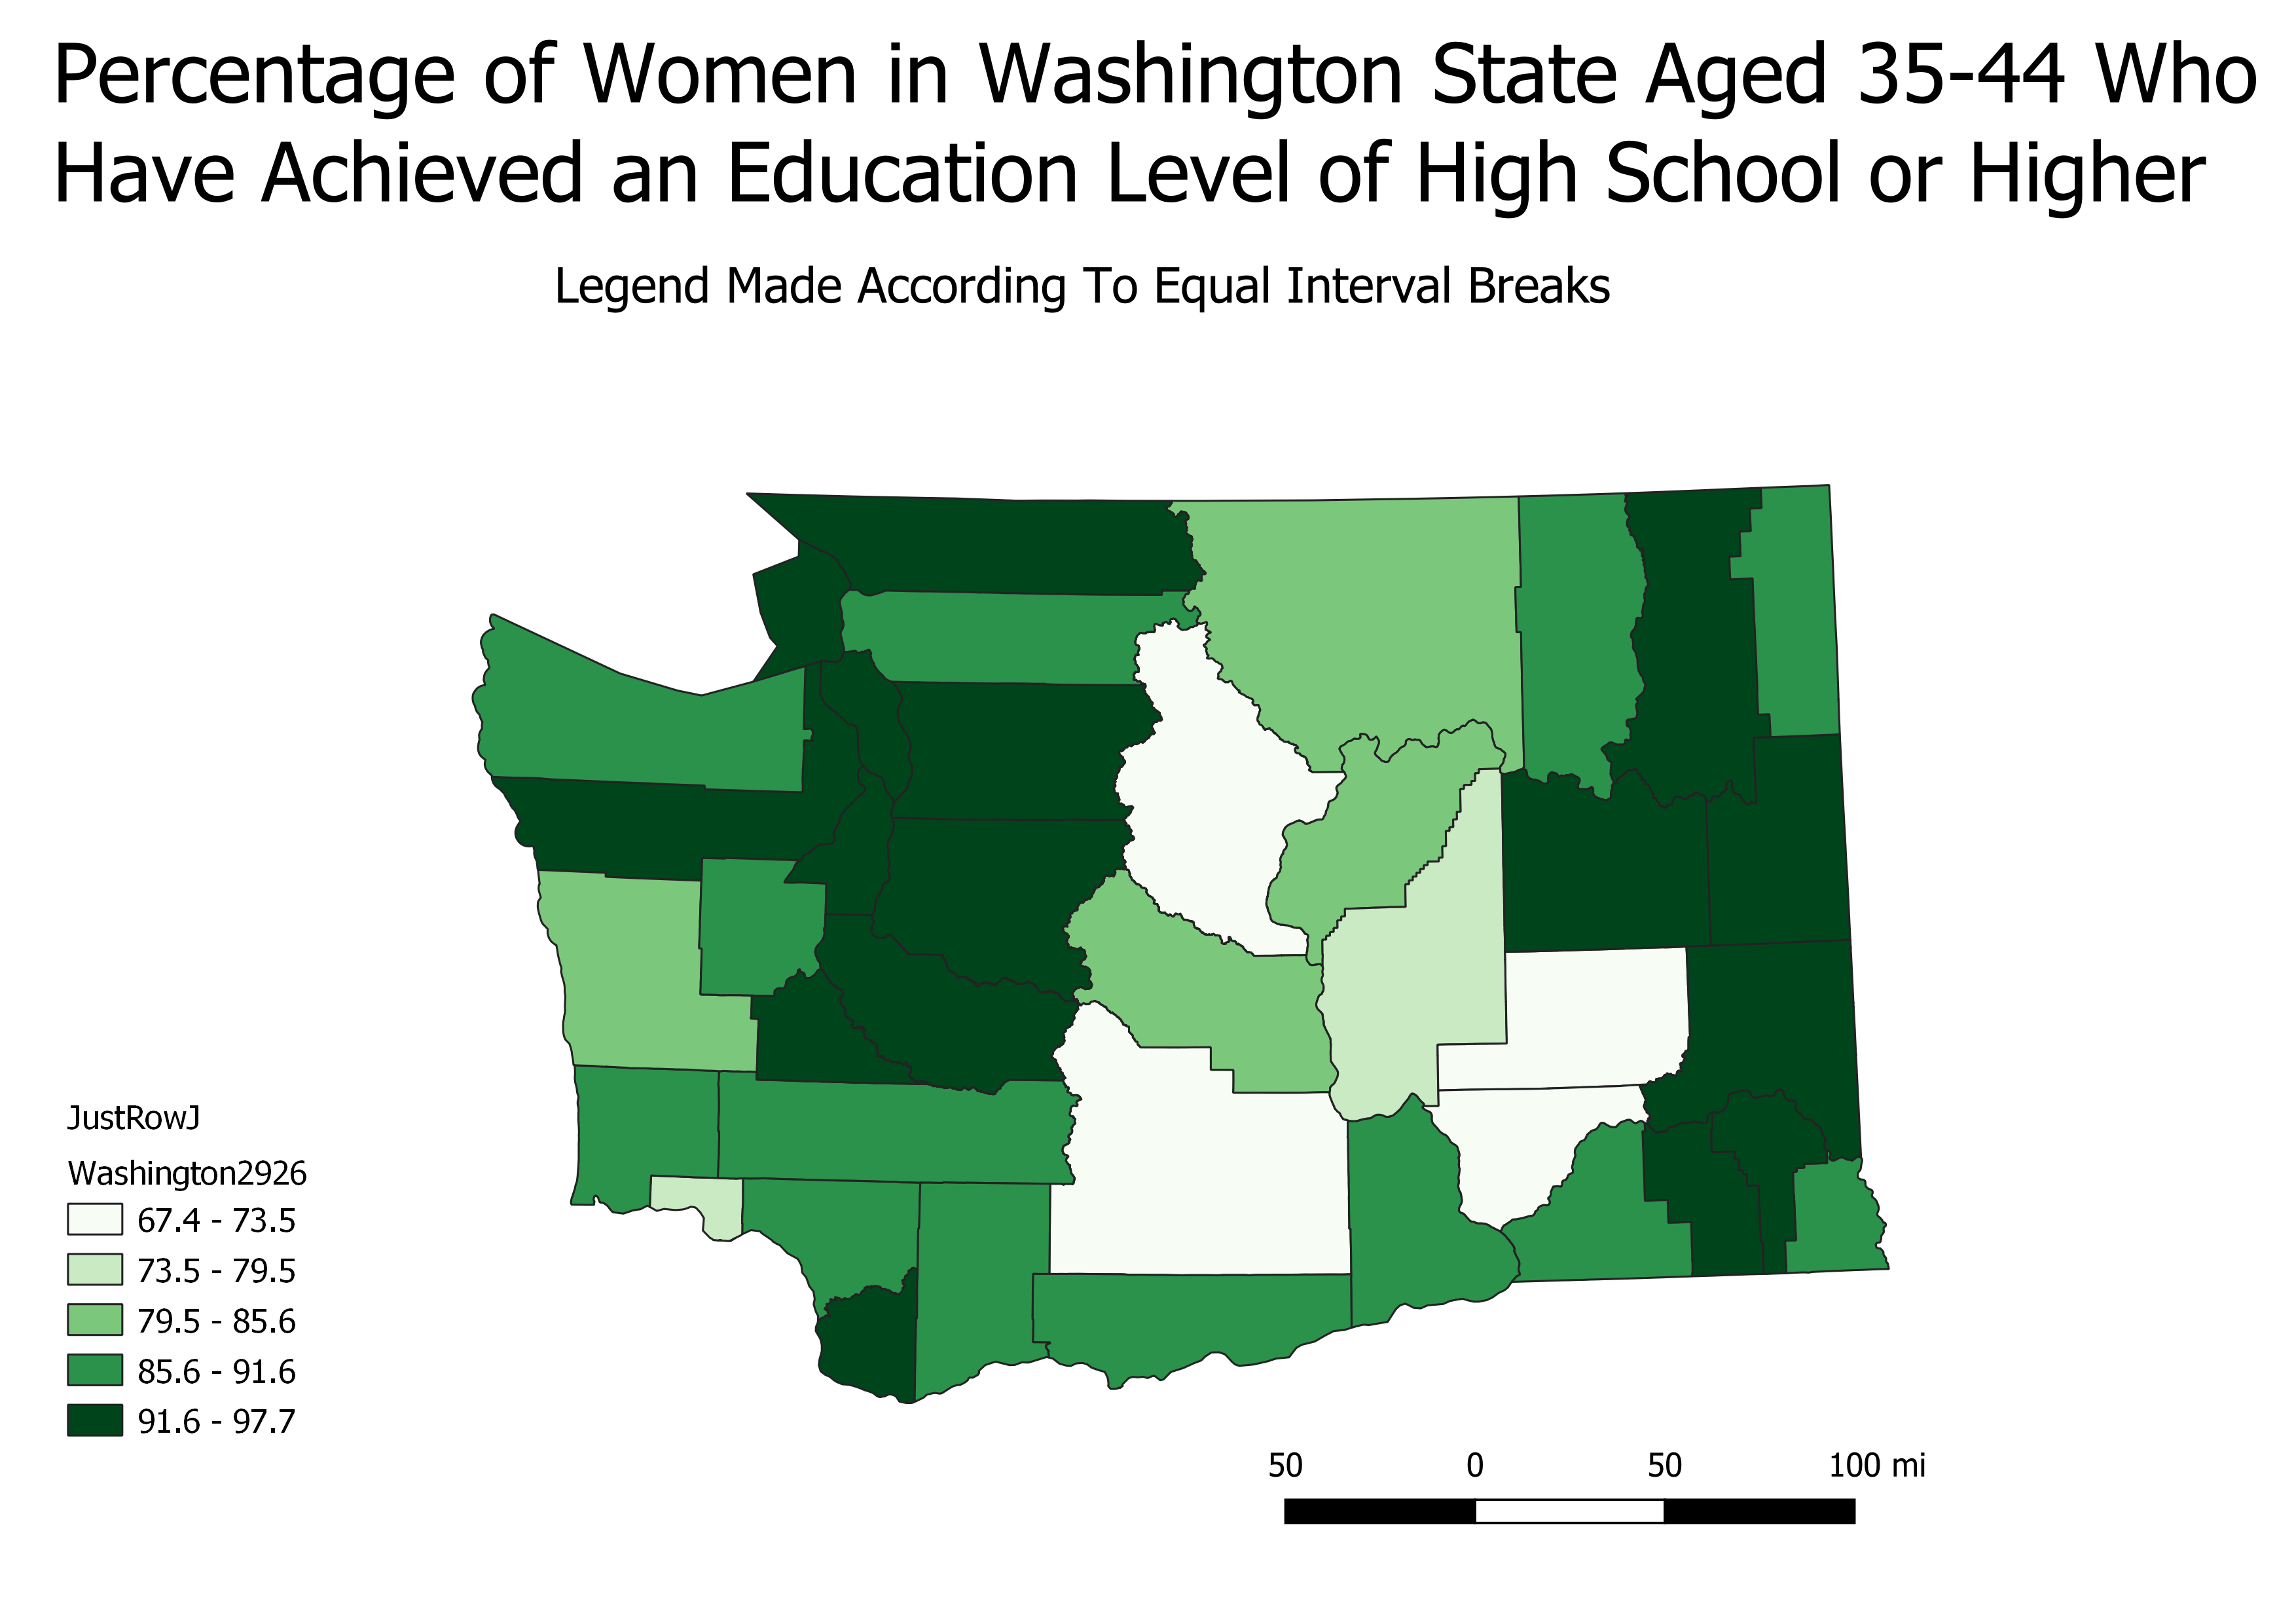 Percentage of Women in Washington State Aged 35-44 Who
Have Achieved an Education Level of High School or Higher
Legend Made According To Equal Interval Breaks
JustRowJ
Washington2926
67.4 - 73.5
73.5 - 79.5
79.5 - 85.6
85.6 - 91.6
91.6 - 97.7
50 0 50 100 mi